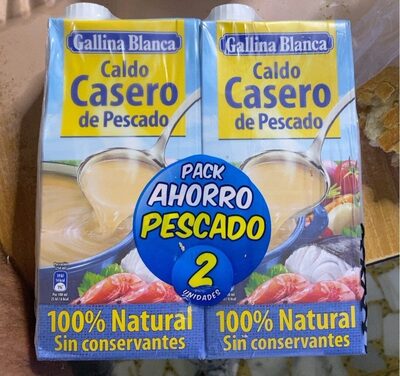 Gallina Blanca
Caldo
Casero
de Pescado
Gallina Blanca
Caldo
Casero
de Pescado
PACK
AHORRO
PESCADO
2
UNIDADES
100% Natural
Sin conservantes
100% Natural
Sin conservantes